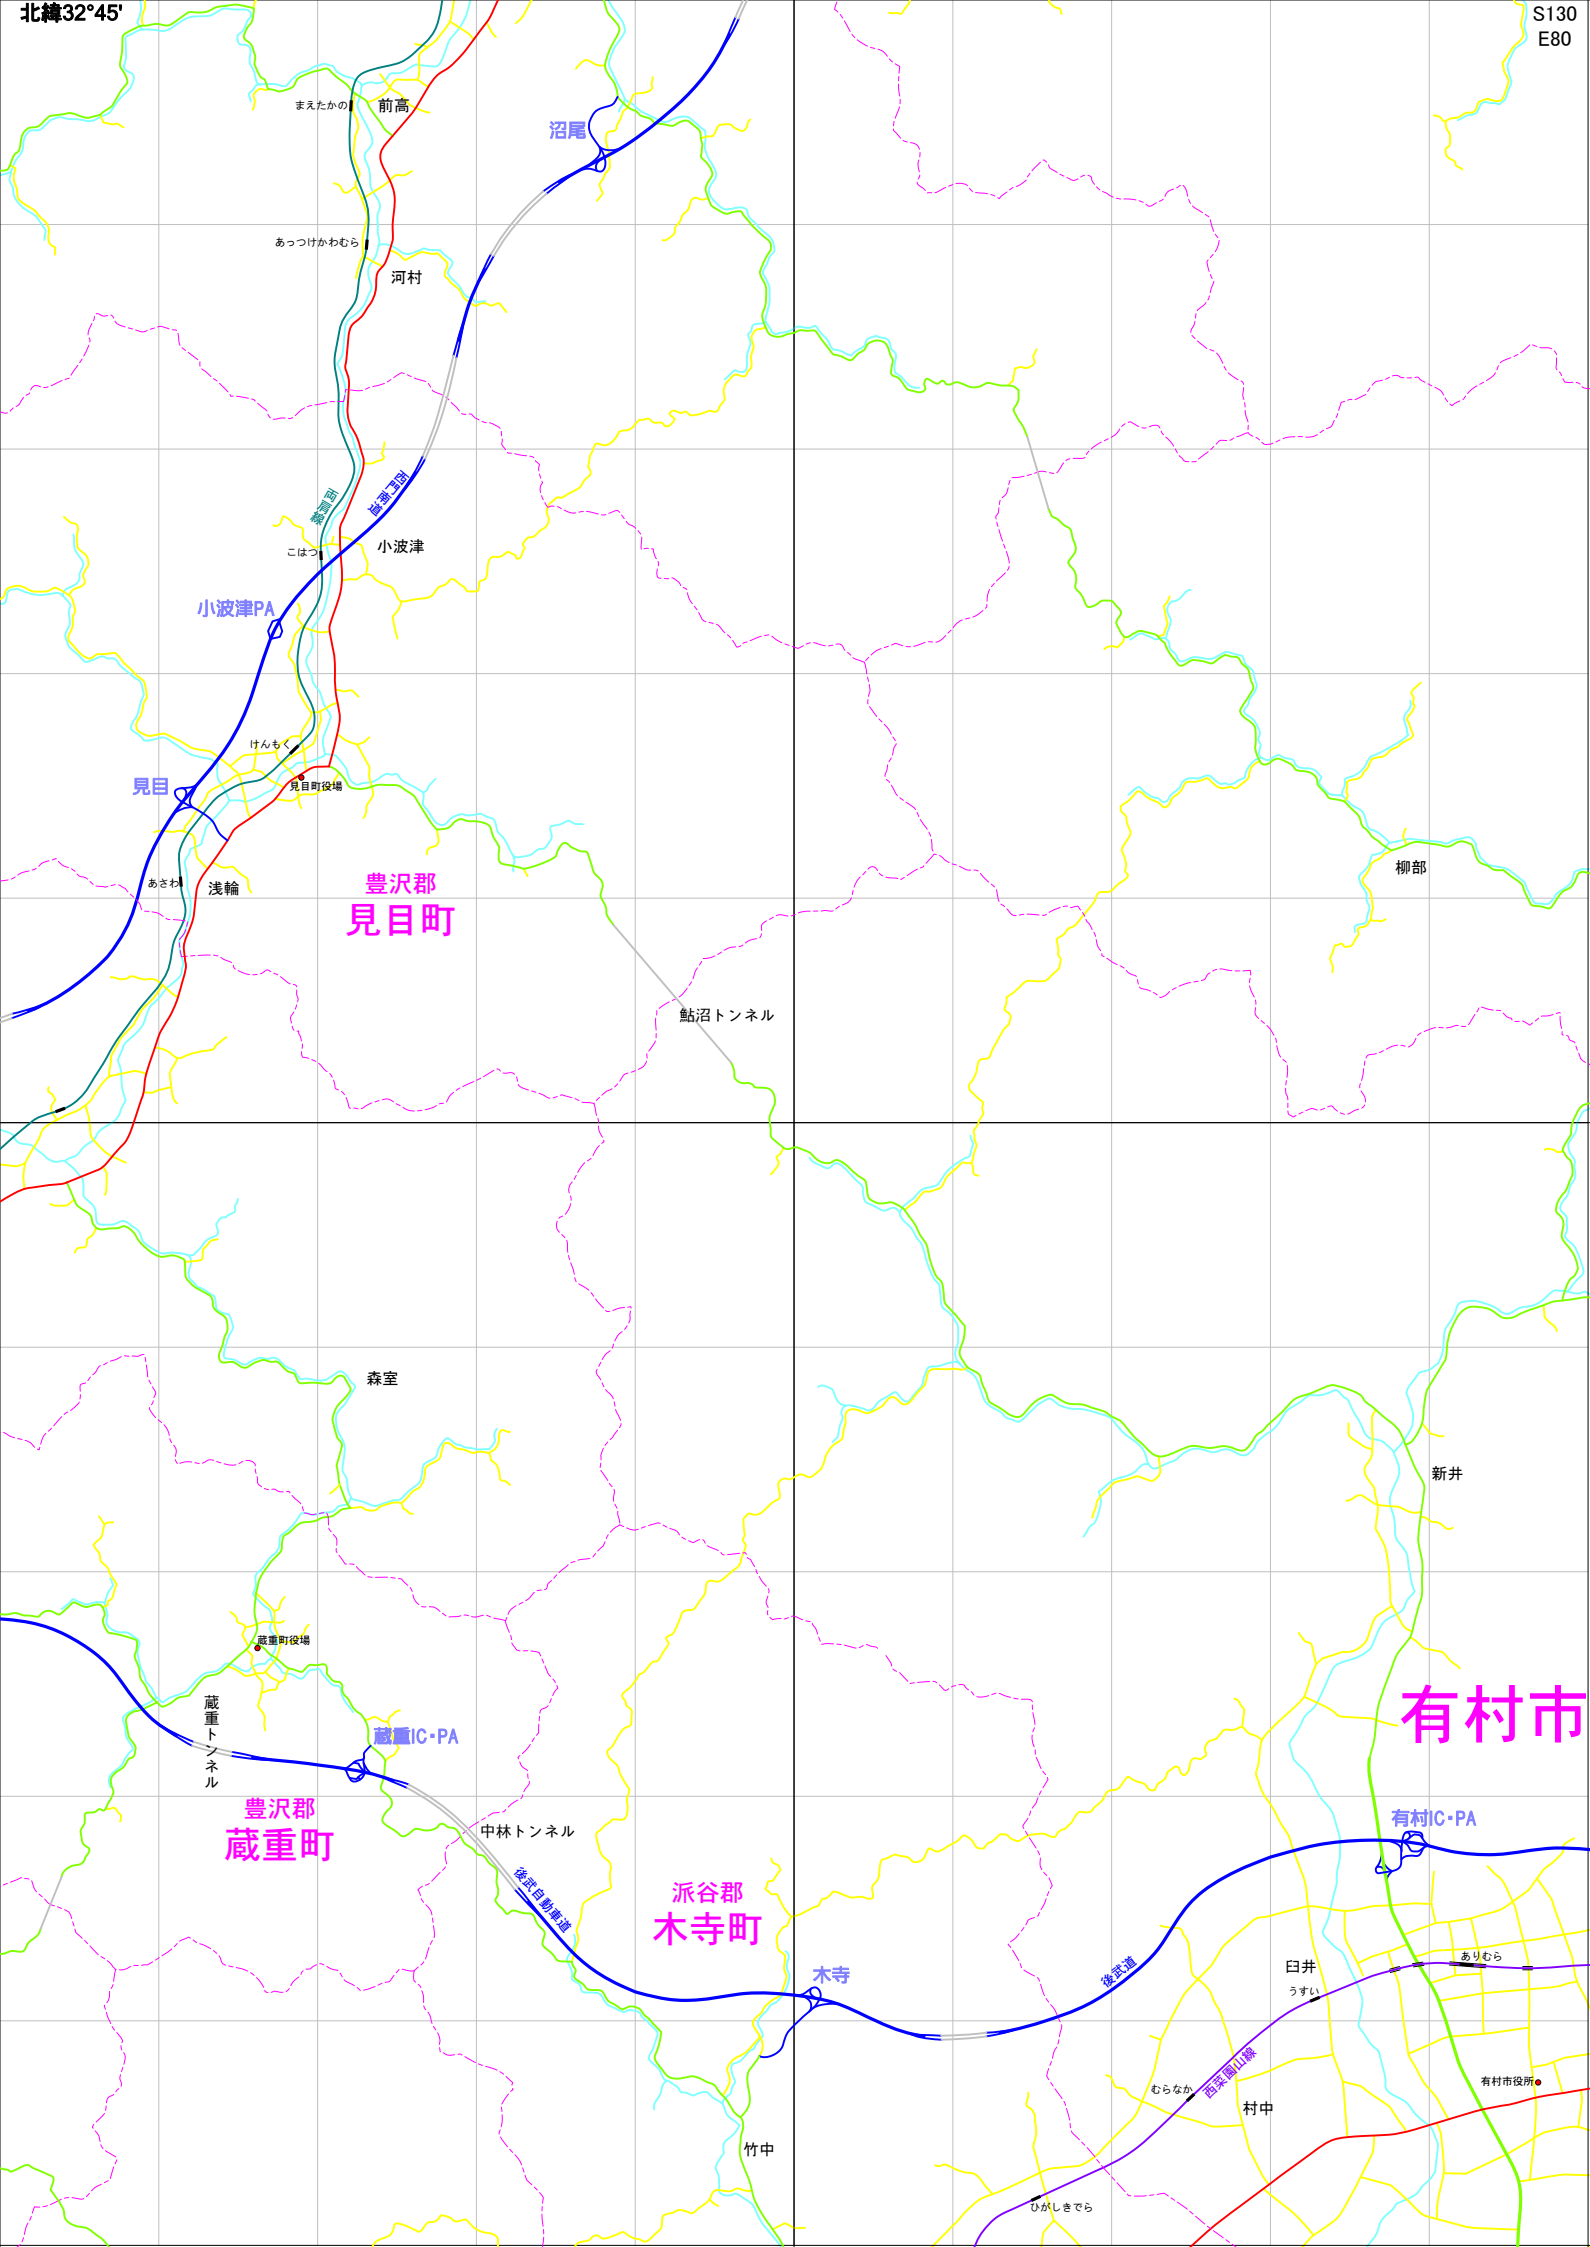 北緯32°45'
S130
E80
まえたかの
前高
沼尾
あっつけかわむら
河村
両肩線
西門南道
こはつ
小波津
小波津PA
けんもく
見目
見目町役場
あさわ
浅輪
豊沢郡
見目町
柳部
鮎沼トンネル
森室
新井
蔵重町役場
蔵重トンネル
蔵重IC・PA
有村市
豊沢郡
蔵重町
中林トンネル
有村IC・PA
後武自動車道
派谷郡
木寺町
木寺
後武道
臼井
うすい
ありむら
むらなか
西菜園山線
村中
有村市役所
竹中
ひがしきでら